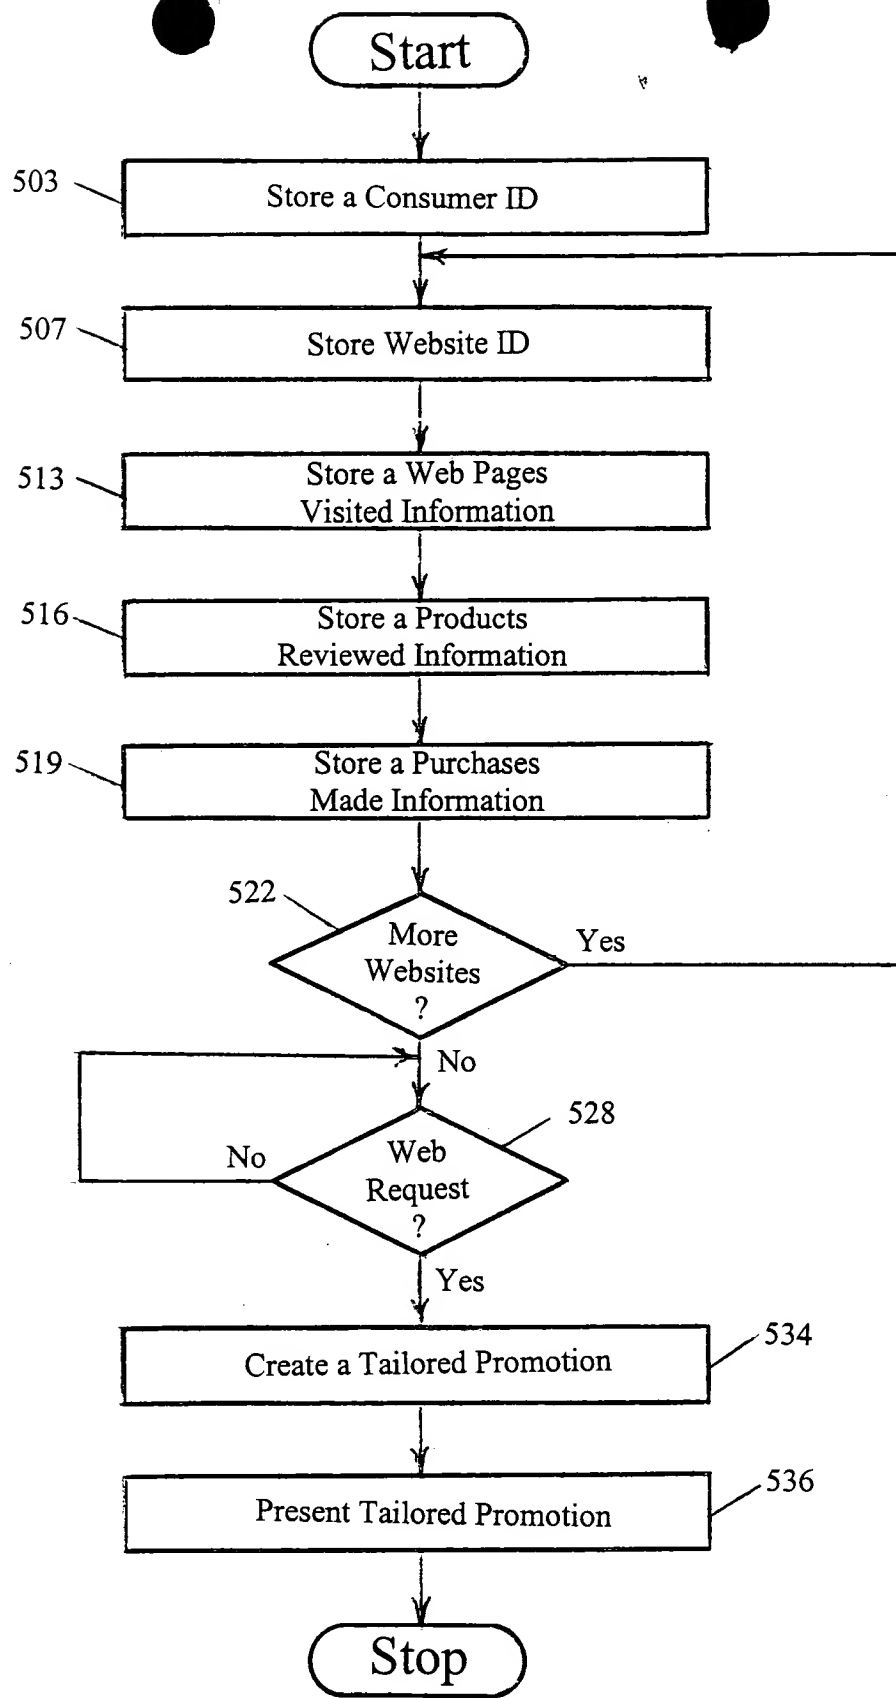 Start
503
Store a Consumer ID
507
Store Website ID
513
Store a Web Pages
Visited Information
516
Store a Products
Reviewed Information
519
Store a Purchases
Made Information
522
More
Websites
?
Yes
No
528
Web
Request
?
No
Yes
534
Create a Tailored Promotion
536
Present Tailored Promotion
Stop